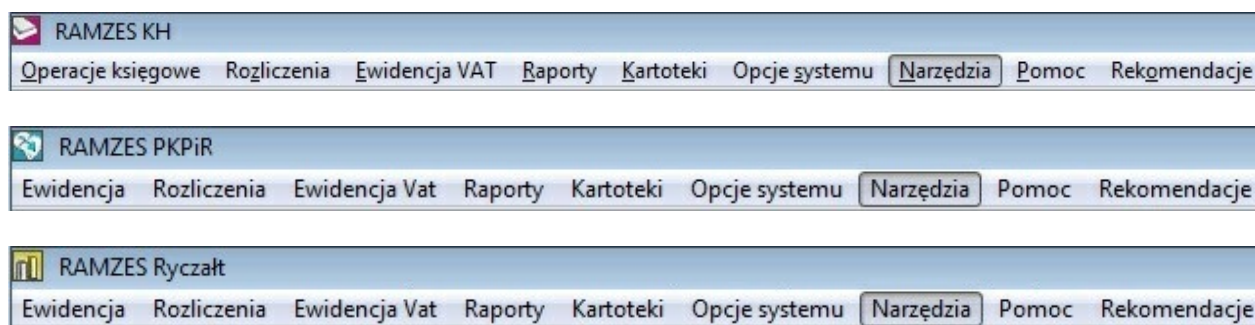 RAMZES KH
Operacje księgowe Rozliczenia Ewidencja VAT Raporty Kartoteki Opcje systemu Narzędzia Pomoc Rekomendacje
RAMZES PKPiR
Ewidencja Rozliczenia Ewidencja Vat Raporty Kartoteki Opcje systemu Narzędzia Pomoc Rekomendacje
RAMZES Ryczałt
Ewidencja Rozliczenia Ewidencja Vat Raporty Kartoteki Opcje systemu Narzędzia Pomoc Rekomendacje